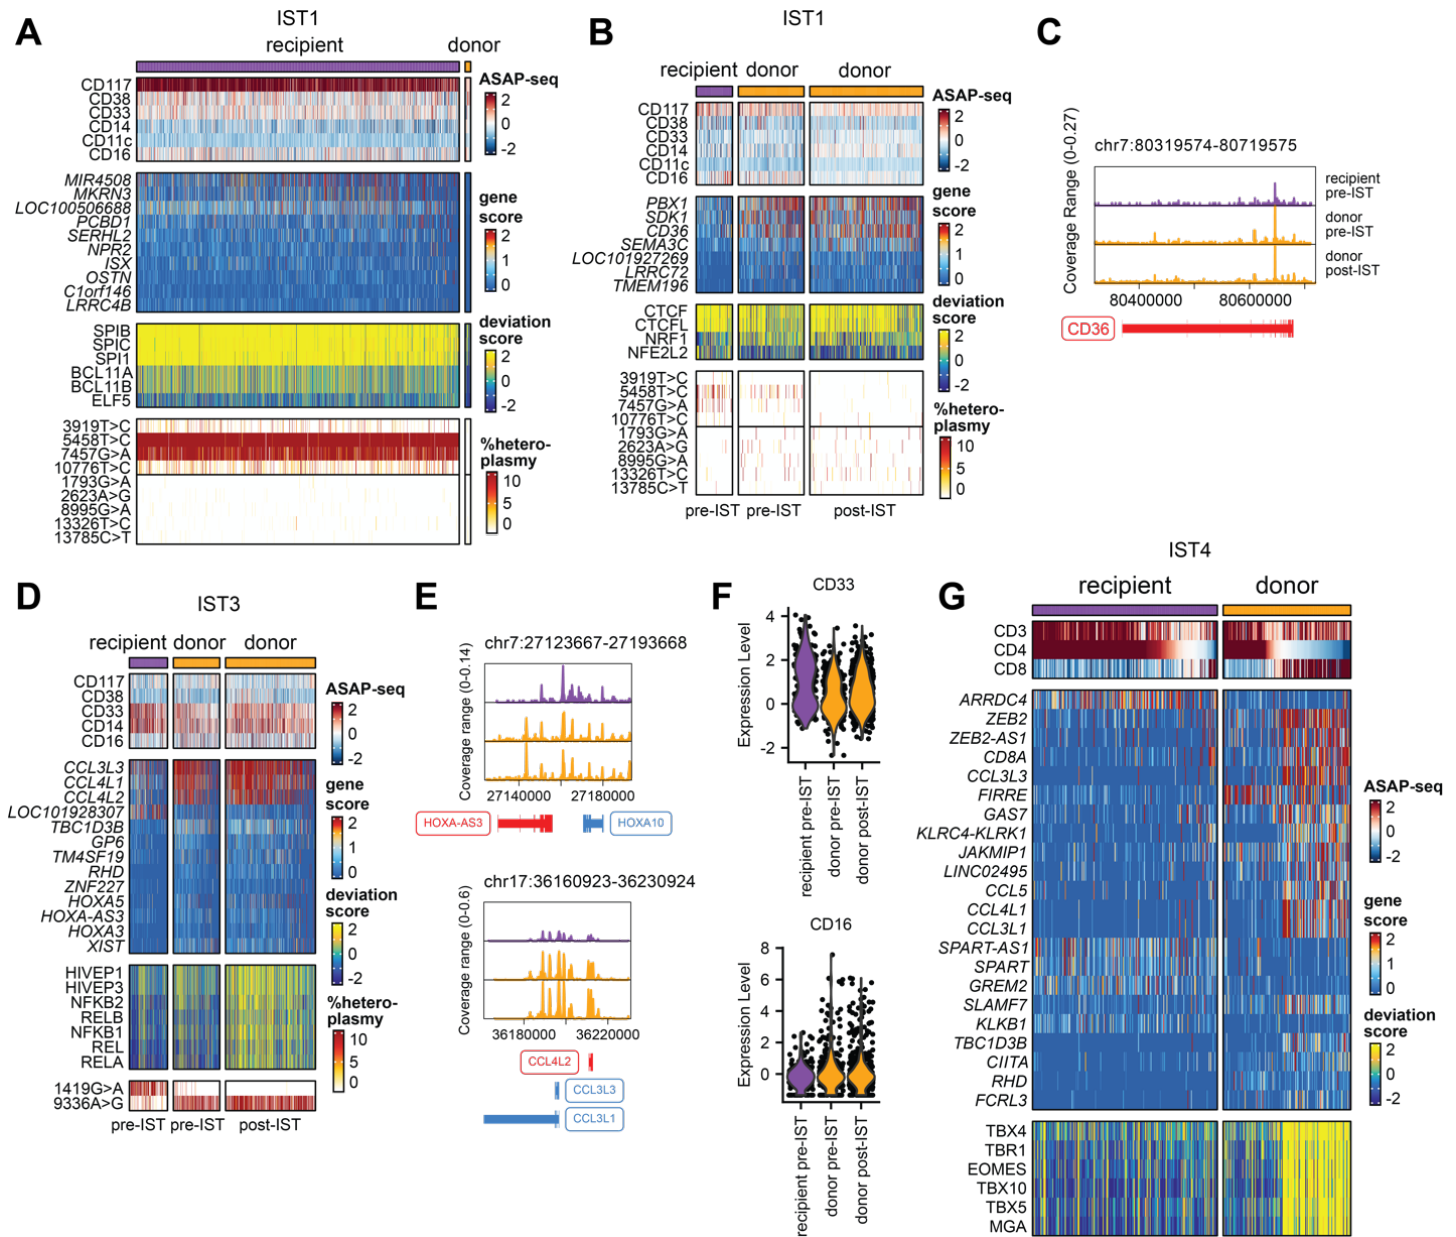 A
IST1
recipient
donor
CD117
CD38
CD33
CD14
CD11c
CD16
ASAP-seq
2
0
-2
MIR4508
MKRN3
LOC100506688
PCBD1
SERHL2
NPR2
ISX
OSTN
C1orf146
LRRC4B
gene
score
2
1
0
SPIB
SPIC
SPI1
BCL11A
BCL11B
ELF5
deviation
score
2
0
-2
3919T>C
5458T>C
7457G>A
10776T>C
1793G>A
2623A>G
8995G>A
13326T>C
13785C>T
%hetero-
plasmy
10
5
0
B
IST1
recipient
donor
donor
CD117
CD38
CD33
CD14
CD11c
CD16
ASAP-seq
2
0
-2
PBX1
SDK1
CD36
SEMA3C
LOC101927269
LRRC72
TMEM196
gene
score
2
1
0
CTCF
CTCFL
NRF1
NFE2L2
deviation
score
2
0
-2
3919T>C
5458T>C
7457G>A
10776T>C
1793G>A
2623A>G
8995G>A
13326T>C
13785C>T
%hetero-
plasmy
10
5
0
pre-IST
pre-IST
post-IST
C
chr7:80319574-80719575
Coverage Range (0-0.27)
recipient
pre-IST
donor
pre-IST
donor
post-IST
80400000
80600000
CD36
D
IST3
recipient
donor
donor
CD117
CD38
CD33
CD14
CD16
ASAP-seq
2
0
-2
CCL3L3
CCL4L1
CCL4L2
LOC101928307
TBC1D3B
GP6
TM4SF19
RHD
ZNF227
HOXA5
HOXA-AS3
HOXA3
XIST
gene
score
2
1
0
HIVEP1
HIVEP3
NFKB2
RELB
NFKB1
REL
RELA
deviation
score
2
0
-2
1419G>A
9336A>G
%hetero-
plasmy
10
5
0
pre-IST
pre-IST
post-IST
E
chr7:27123667-27193668
Coverage range (0-0.14)
27140000
27180000
HOXA-AS3
HOXA10
chr17:36160923-36230924
Coverage range (0-0.6)
36180000
36220000
CCL4L2
CCL3L3
CCL3L1
F
CD33
Expression Level
4
2
0
-2
recipient pre-IST
donor pre-IST
donor post-IST
CD16
Expression Level
8
6
4
2
0
recipient pre-IST
donor pre-IST
donor post-IST
G
IST4
recipient
donor
CD3
CD4
CD8
ARRDC4
ZEB2
ZEB2-AS1
CD8A
CCL3L3
FIRRE
GAS7
KLRC4-KLRK1
JAKMIP1
LINC02495
CCL5
CCL4L1
CCL3L1
SPART-AS1
SPART
GREM2
SLAMF7
KLKB1
TBC1D3B
CIITA
RHD
FCRL3
TBX4
TBR1
EOMES
TBX10
TBX5
MGA
ASAP-seq
2
0
-2
gene
score
2
1
0
deviation
score
2
0
-2